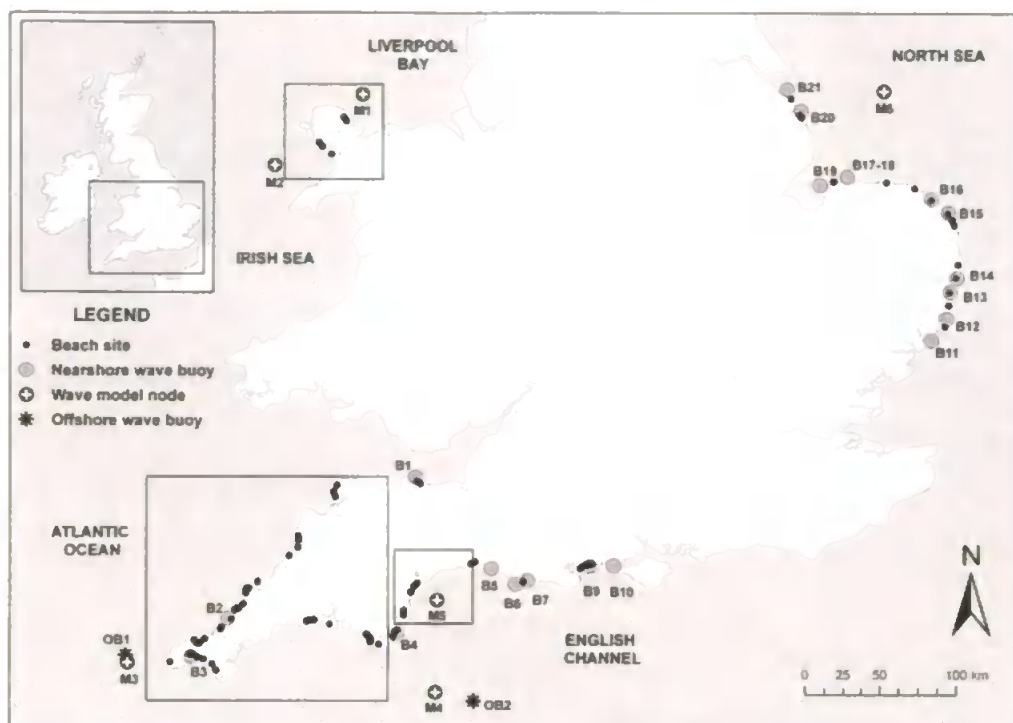 LIVERPOOL
BAY
NORTH SEA
M1
B21
M6
B20
M2
B19
B17-18
B16
B15
IRISH SEA
B14
LEGEND
B13
Beach site
B12
Nearshore wave buoy
B11
Wave model node
Offshore wave buoy
B1
ATLANTIC
OCEAN
N
B5
B9
B10
B2
M5
B6
B7
OB1
B4
ENGLISH
CHANNEL
M3
B3
0 25 50 100 km
M4
OB2